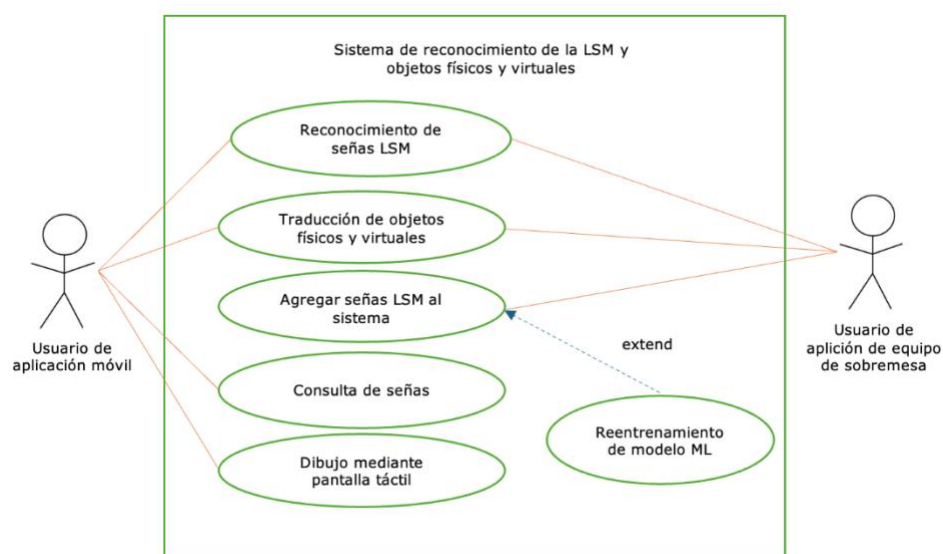 Sistema de reconocimiento de la LSM y
objetos físicos y virtuales
Reconocimiento de
señas LSM
Traducción de objetos
físicos y virtuales
Agregar señas LSM al
sistema
Consulta de señas
Dibujo mediante
pantalla táctil
extend
Reentrenamiento
de modelo ML
Usuario de
aplicación móvil
Usuario de
aplición de equipo
de sobremesa